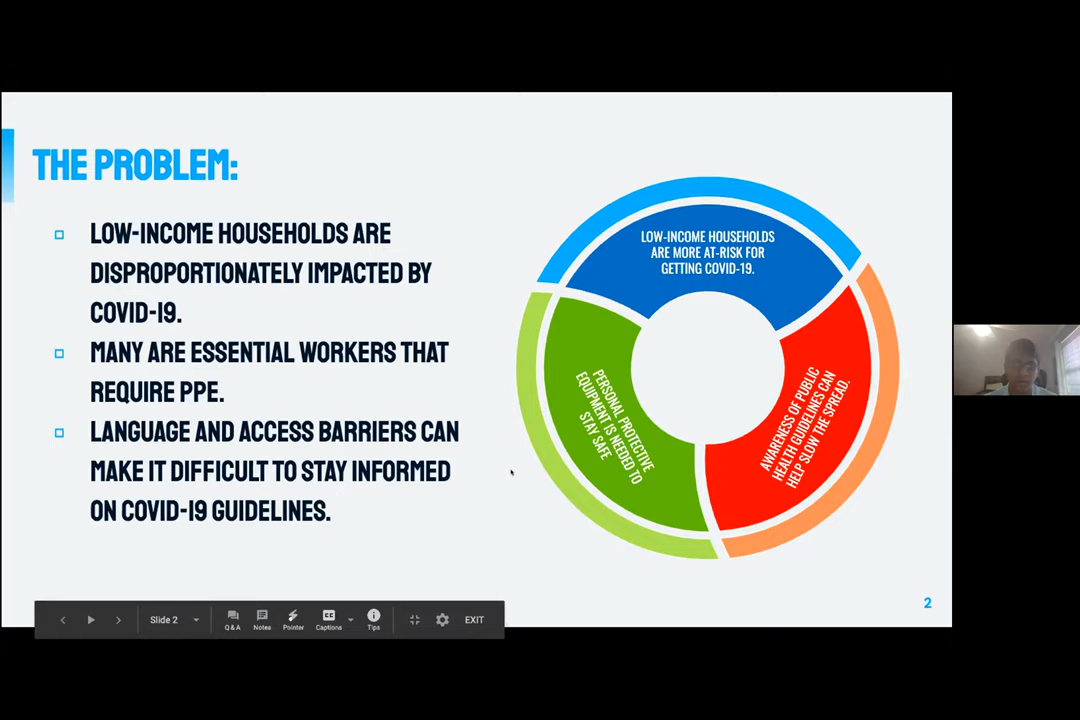 THE PROBLEM:
LOW-INCOME HOUSEHOLDS ARE
DISPROPORTIONATELY IMPACTED BY
COVID-19.
MANY ARE ESSENTIAL WORKERS THAT
REQUIRE PPE.
LANGUAGE AND ACCESS BARRIERS CAN
MAKE IT DIFFICULT TO STAY INFORMED
ON COVID-19 GUIDELINES.
LOW-INCOME HOUSEHOLDS
ARE MORE AT-RISK FOR
GETTING COVID-19.
PERSONAL PROTECTIVE
EQUIPMENT IS NEEDED TO
STAY SAFE
AWARENESS OF PUBLIC
HEALTH GUIDELINES CAN
HELP SLOW THE SPREAD.
2
Slide 2
Q & A
Notes
Pointer
CC
Captions
Tips
EXIT